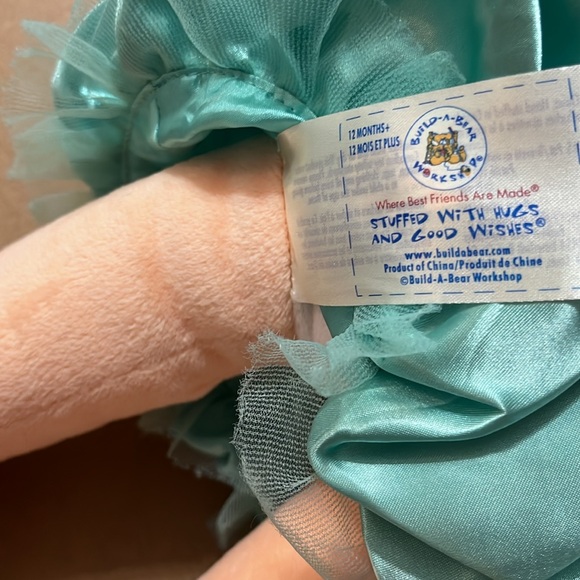 12 MONTHS+
12 MOIS ET PLUS
BUILD-A-BEAR
WORKSHOP®
Where Best Friends Are Made®
STUFFED WITH HUGS
AND GOOD WISHES®
www.buildabear.com
Product of China/Produit de Chine
©Build-A-Bear Workshop